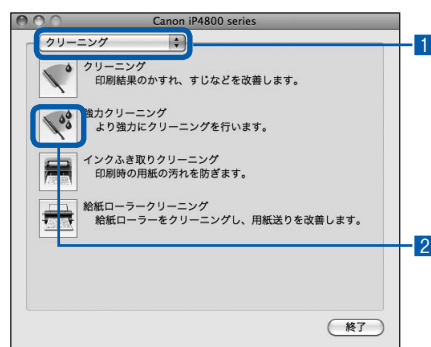 Canon iP4800 series
クリーニング
1
クリーニング
印刷結果のかすれ、すじなどを改善します。
強力クリーニング
より強力にクリーニングを行います。
インクふき取りクリーニング
印刷時の用紙の汚れを防ぎます。
給紙ローラークリーニング
給紙ローラーをクリーニングし、用紙送りを改善します。
2
終了